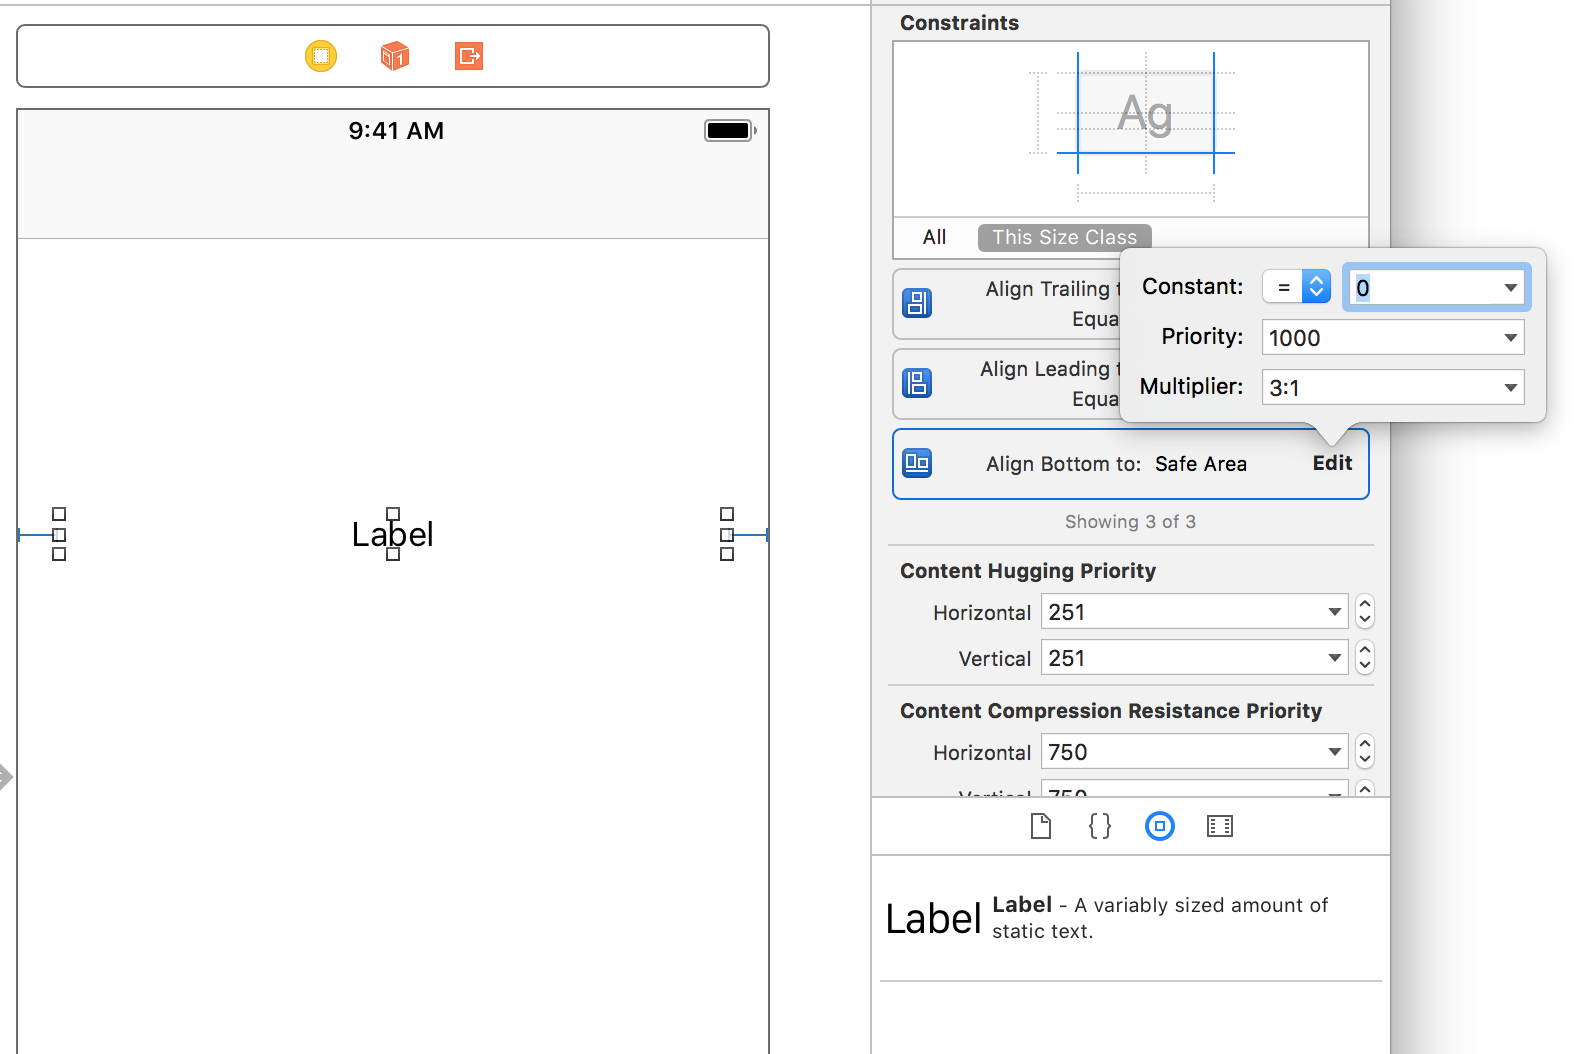 Constraints
1
9:41 AM
Ag
All
This Size Class
Align Trailing t
Equa
Align Leading t
Equa
Constant:
=
0
Priority:
1000
Multiplier:
3:1
Align Bottom to: Safe Area
Edit
Label
Showing 3 of 3
Content Hugging Priority
Horizontal
251
Vertical
251
Content Compression Resistance Priority
Horizontal
750
Vertical
750
{}
Label
Label - A variably sized amount of
static text.